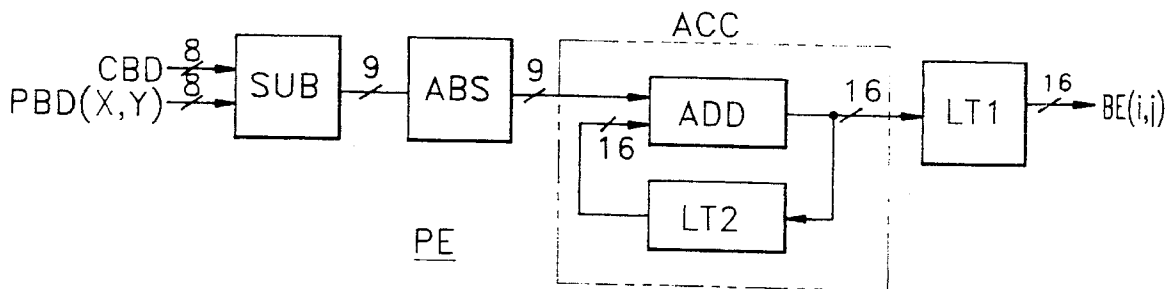 ACC
CBD 8
PBD(X,Y) 8
SUB
9
ABS
9
ADD
16
16
LT1
16
BE(i,j)
LT2
PE